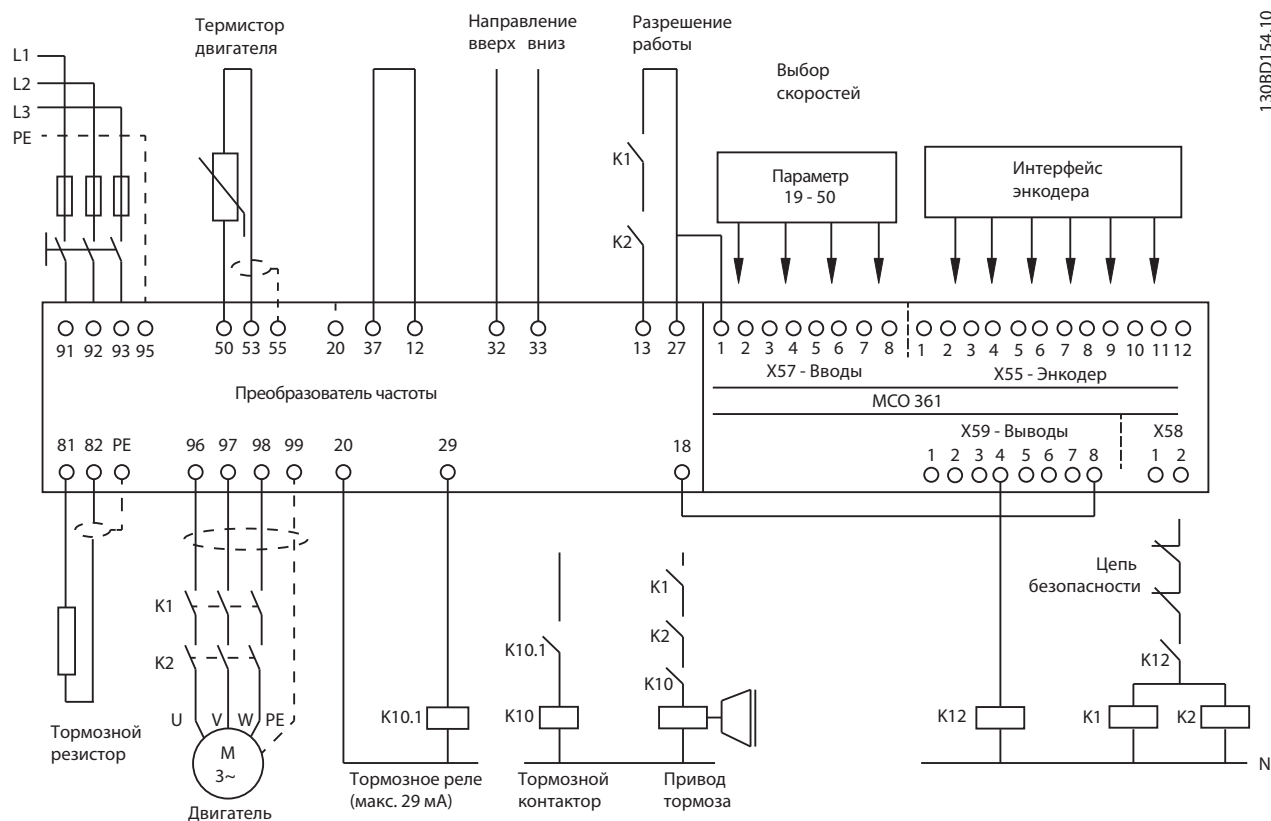 130BD154.10
Термистор
двигателя
Направление
вверх вниз
Разрешение
работы
Выбор
скоростей
L1
L2
L3
PE
K1
K2
Параметр
19 - 50
Интерфейс
энкодера
91 92 93 95 50 53 55 20 37 12 32 33 13 27 1 2 3 4 5 6 7 8 1 2 3 4 5 6 7 8 9 10 11 12
X57 - Вводы X55 - Энкодер
Преобразователь частоты
MCO 361
X59 - Выводы X58
81 82 PE 96 97 98 99 20 29 18
1 2 3 4 5 6 7 8 1 2
Цепь
безопасности
K1
K2
K1
K2
K10
K10.1
K12
U V W PE
K10.1
K10
K12
K1
K2
M
3~
Тормозной
резистор
Двигатель
Тормозное реле
(макс. 29 мА)
Тормозной
контактор
Привод
тормоза
N